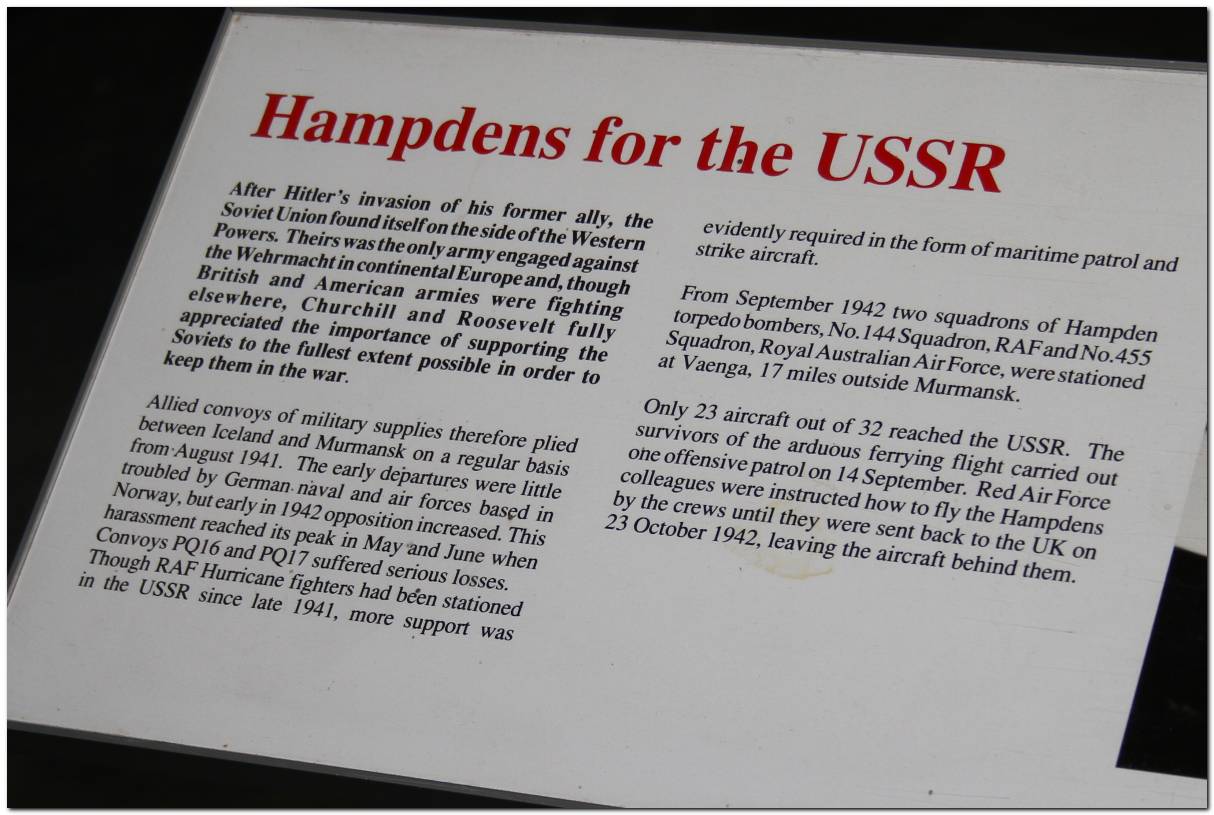 Hampdens for the USSR
After Hitler's invasion of his former ally, the
Soviet Union found itself on the side of the Western
Powers. Theirs was the only army engaged against
the Wehrmacht in continental Europe and, though
British and American armies were fighting
elsewhere, Churchill and Roosevelt fully
appreciated the importance of supporting the
Soviets to the fullest extent possible in order to
keep them in the war.
Allied convoys of military supplies therefore plied
between Iceland and Murmansk on a regular basis
from August 1941. The early departures were little
troubled by German naval and air forces based in
Norway, but early in 1942 opposition increased. This
harassment reached its peak in May and June when
Convoys PQ16 and PQ17 suffered serious losses.
Though RAF Hurricane fighters had been stationed
in the USSR since late 1941, more support was
evidently required in the form of maritime patrol and
strike aircraft.
From September 1942 two squadrons of Hampden
torpedo bombers, No.144 Squadron, RAF and No.455
Squadron, Royal Australian Air Force, were stationed
at Vaenga, 17 miles outside Murmansk.
Only 23 aircraft out of 32 reached the USSR. The
survivors of the arduous ferrying flight carried out
one offensive patrol on 14 September. Red Air Force
colleagues were instructed how to fly the Hampdens
by the crews until they were sent back to the UK on
23 October 1942, leaving the aircraft behind them.